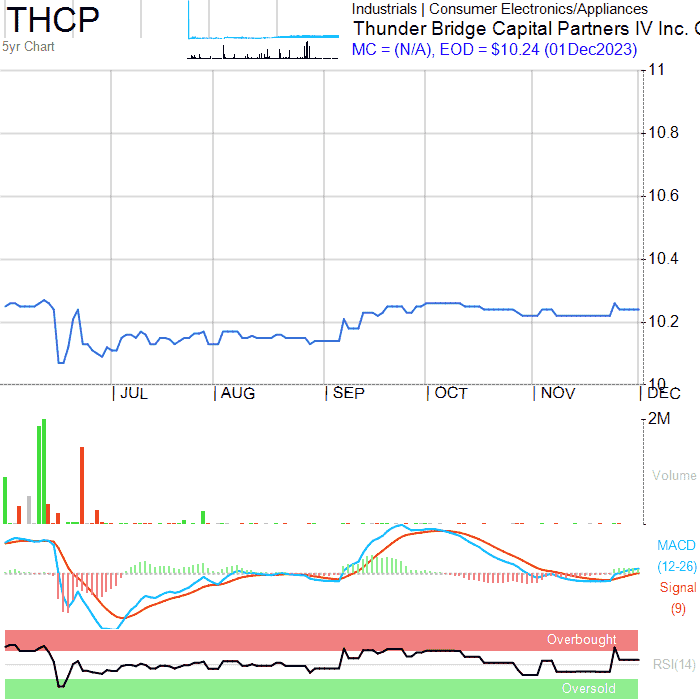 THCP
5yr Chart
Industrials | Consumer Electronics/Appliances
Thunder Bridge Capital Partners IV Inc. C
MC = (N/A), EOD = $10.24 (01Dec2023)
11
10.8
10.6
10.4
10.2
10
JUL AUG SEP OCT NOV DEC
2M
Volume
MACD
(12-26)
Signal
(9)
Overbought
RSI(14)
Oversold